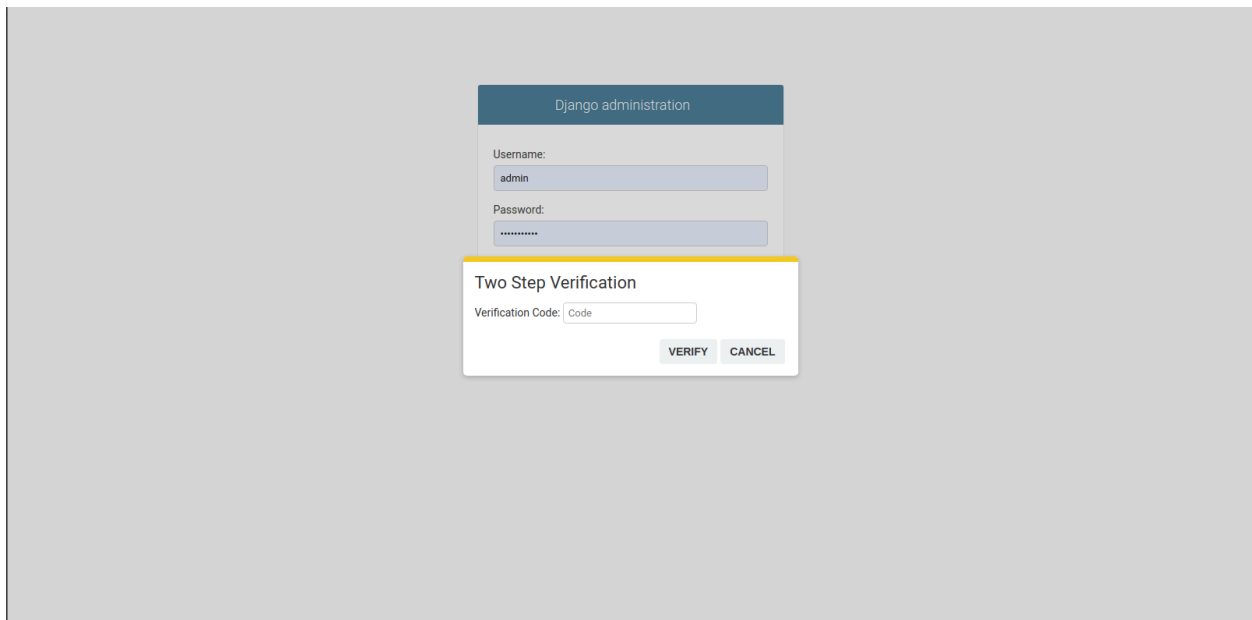 Django administration
Username:
admin
Password:
•••••••••••
Two Step Verification
Verification Code: Code
VERIFY CANCEL